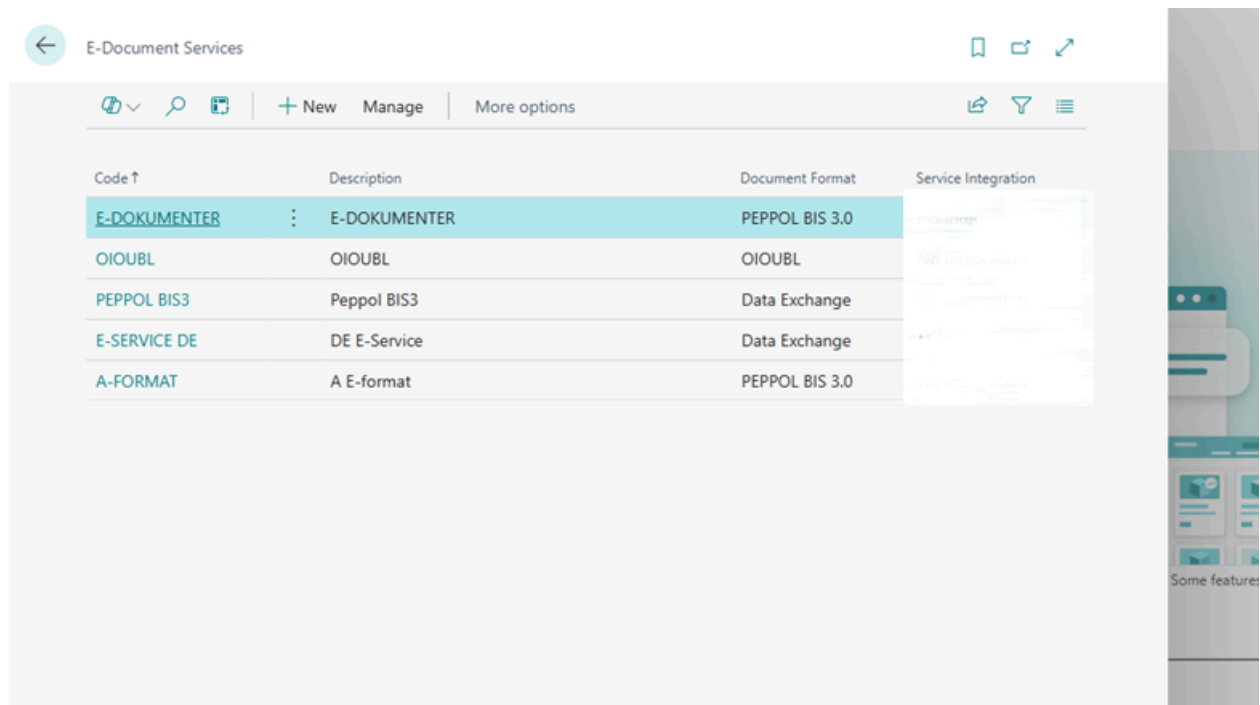 E-Document Services
New Manage More options
Code ↑ Description Document Format Service Integration
E-DOKUMENTER E-DOKUMENTER PEPPOL BIS 3.0
OIOUBL OIOUBL OIOUBL
PEPPOL BIS3 Peppol BIS3 Data Exchange
E-SERVICE DE DE E-Service Data Exchange
A-FORMAT A E-format PEPPOL BIS 3.0
Some features